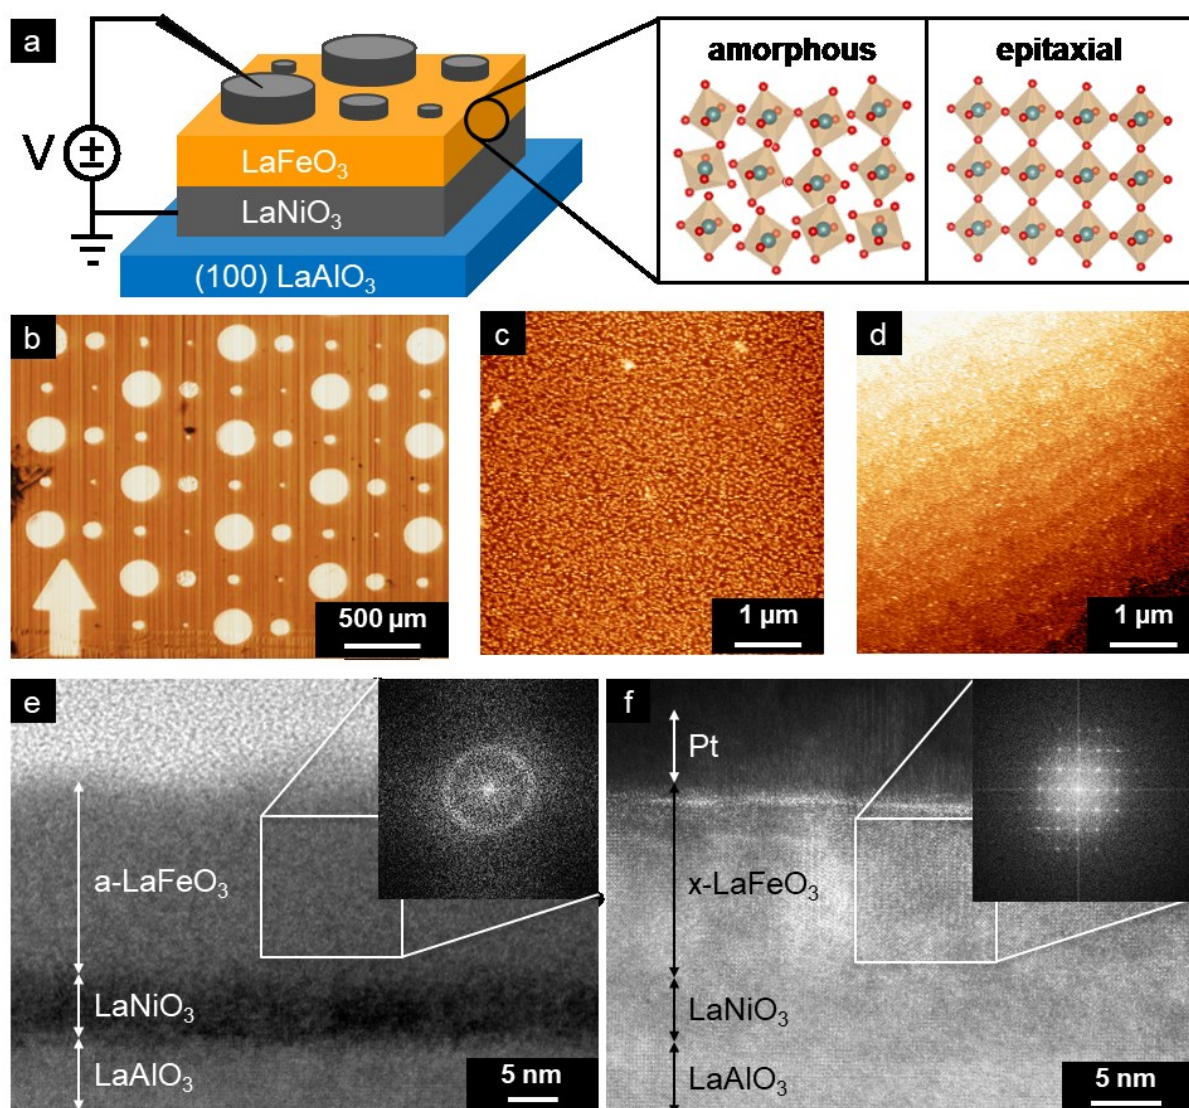 a
V
±
LaFeO₃
LaNiO₃
(100) LaAlO₃
amorphous
epitaxial
b
500 µm
c
1 µm
d
1 µm
e
a-LaFeO₃
LaNiO₃
LaAlO₃
5 nm
f
Pt
x-LaFeO₃
LaNiO₃
LaAlO₃
5 nm